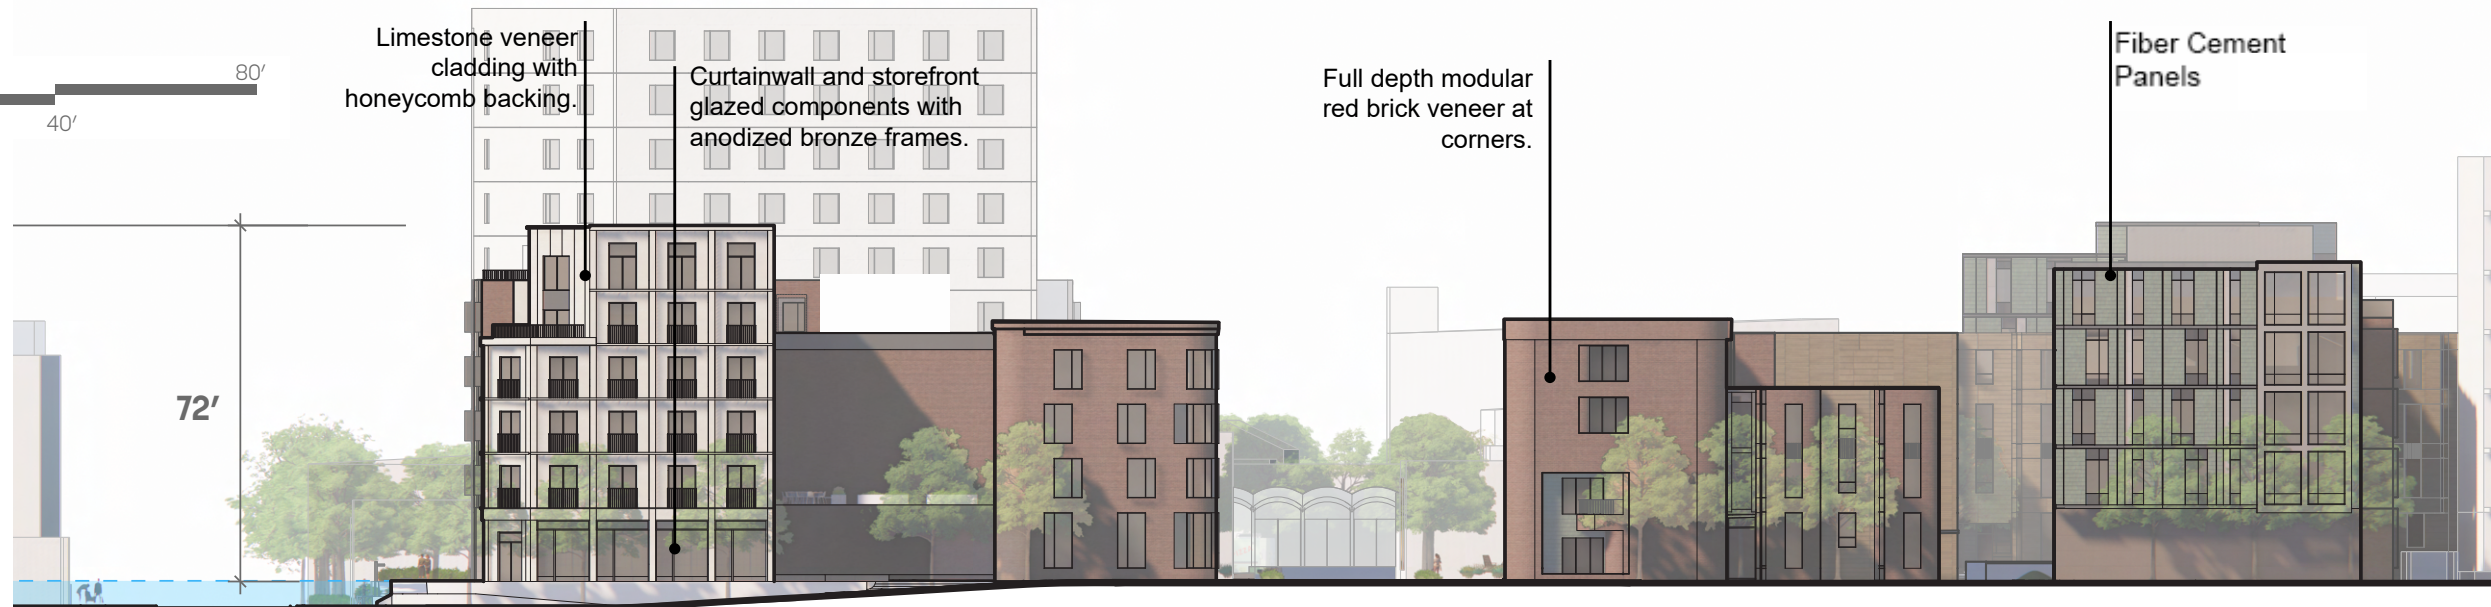 80′
40′
Limestone veneer
cladding with
honeycomb backing.
Curtainwall and storefront
glazed components with
anodized bronze frames.
Full depth modular
red brick veneer at
corners.
Fiber Cement
Panels
72′